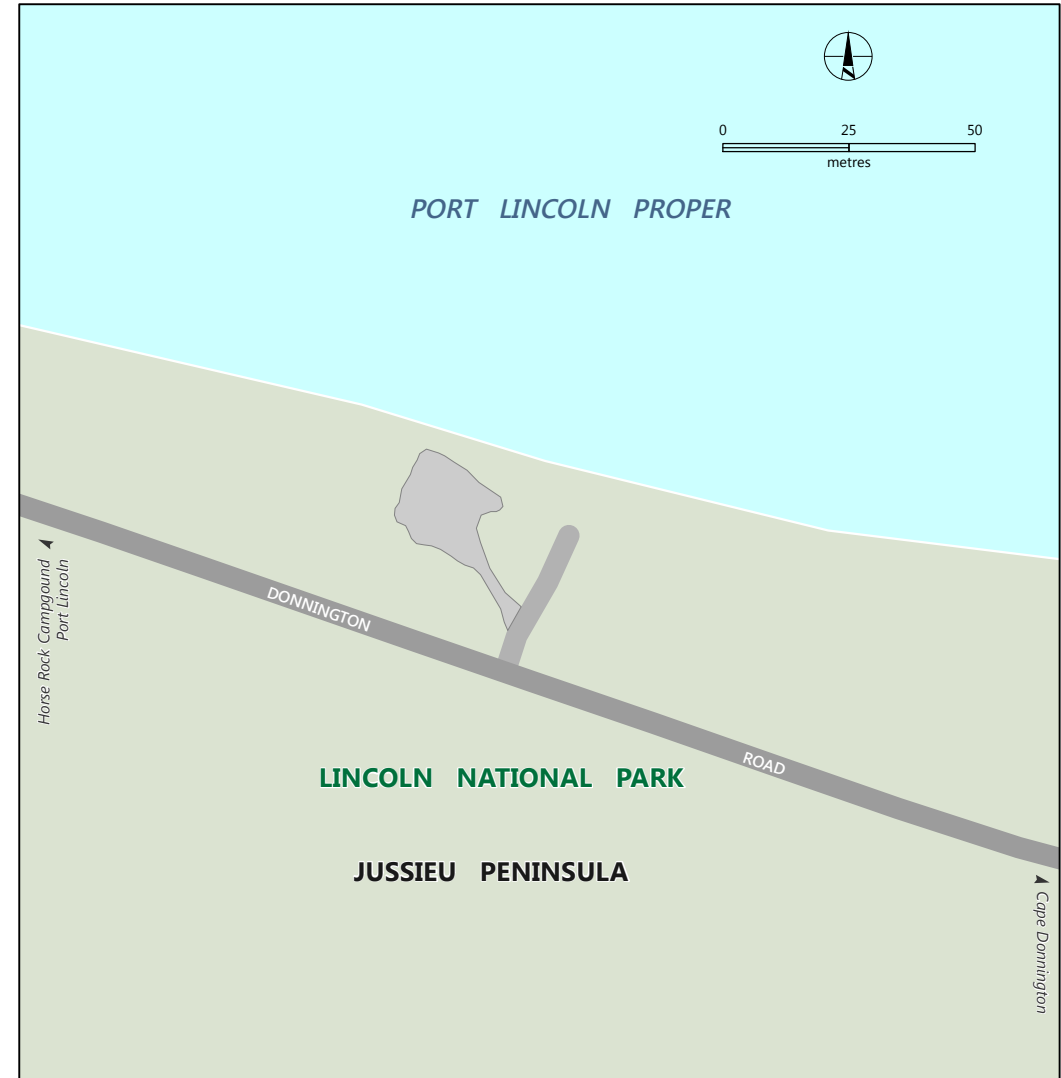 0 25 50
metres
PORT LINCOLN PROPER
DONNINGTON
Horse Rock Campgound
Port Lincoln
ROAD
LINCOLN NATIONAL PARK
JUSSIEU PENINSULA
Cape Donnington